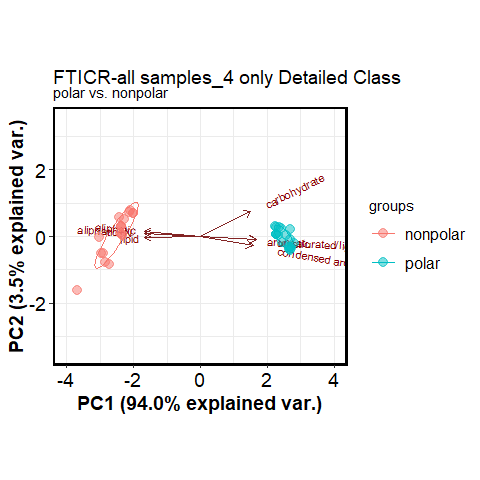 FTICR-all samples_4 only Detailed Class
polar vs. nonpolar
PC2 (3.5% explained var.)
2
0
-2
carbohydrate
lipid
condensed
groups
nonpolar
polar
-4 -2 0 2 4
PC1 (94.0% explained var.)